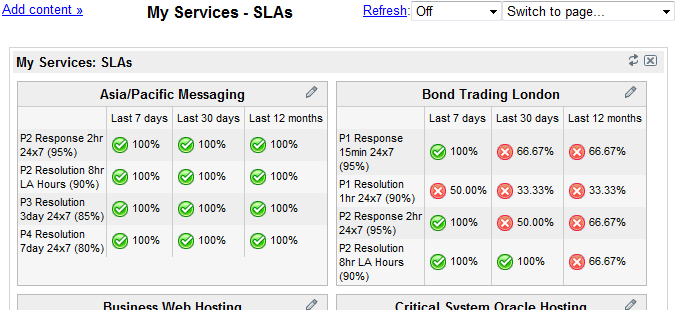 Add content »
My Services - SLAs
Refresh: Off
Switch to page...
My Services: SLAs
Asia/Pacific Messaging
Last 7 days Last 30 days Last 12 months
P2 Response 2hr
24x7 (95%)
100% 100% 100%
P2 Resolution 8hr
LA Hours (90%)
100% 100% 100%
P3 Resolution
3day 24x7 (85%)
100% 100% 100%
P4 Resolution
7day 24x7 (80%)
100% 100% 100%
Bond Trading London
Last 7 days Last 30 days Last 12 months
P1 Response
15min 24x7
(95%)
100% 66.67% 66.67%
P1 Resolution
1hr 24x7 (90%)
50.00% 33.33% 33.33%
P2 Response 2hr
24x7 (95%)
100% 50.00% 66.67%
P2 Resolution
8hr LA Hours
(90%)
100% 100% 66.67%
Business Web Hosting
Critical System Oracle Hosting